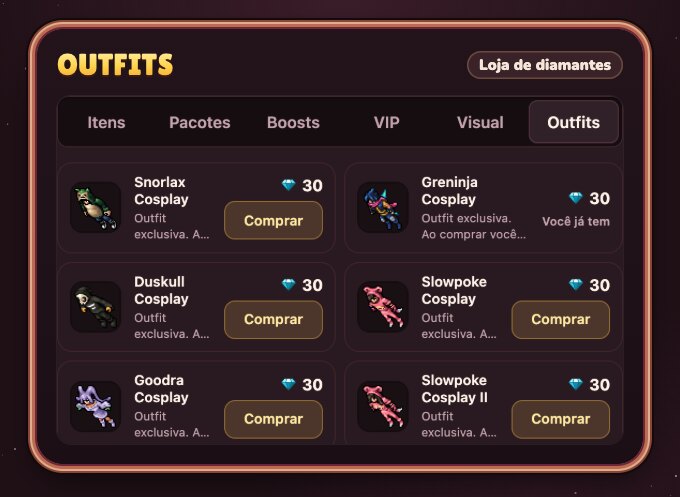 OUTFITS
Loja de diamantes
Itens
Pacotes
Boosts
VIP
Visual
Outfits
Snorlax
Cosplay
Outfit
exclusiva. A...
30
Comprar
Greninja
Cosplay
Outfit exclusiva.
Ao comprar você...
30
Você já tem
Duskull
Cosplay
Outfit
exclusiva. A...
30
Comprar
Slowpoke
Cosplay
Outfit
exclusiva. A...
30
Comprar
Goodra
Cosplay
Outfit
exclusiva. A...
30
Comprar
Slowpoke
Cosplay II
Outfit
exclusiva. A...
30
Comprar